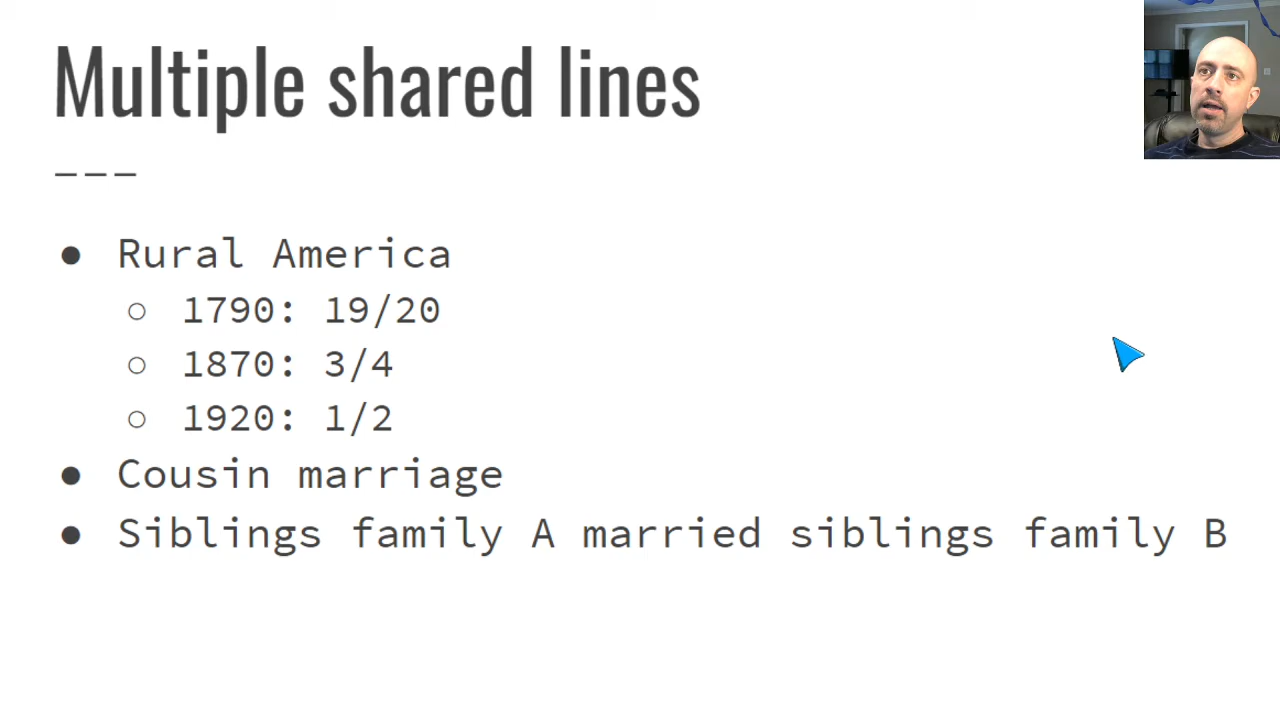 Multiple shared lines
---
● Rural America
○ 1790: 19/20
○ 1870: 3/4
○ 1920: 1/2
● Cousin marriage
● Siblings family A married siblings family B